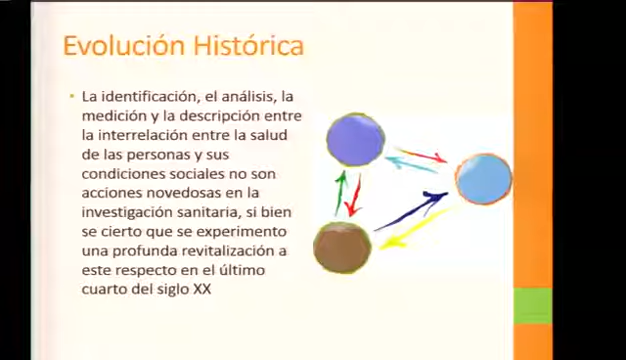 Evolución Histórica
• La identificación, el análisis, la
medición y la descripción entre
la interrelación entre la salud
de las personas y sus
condiciones sociales no son
acciones novedosas en la
investigación sanitaria, si bien
se cierto que se experimento
una profunda revitalización a
este respecto en el último
cuarto del siglo XX